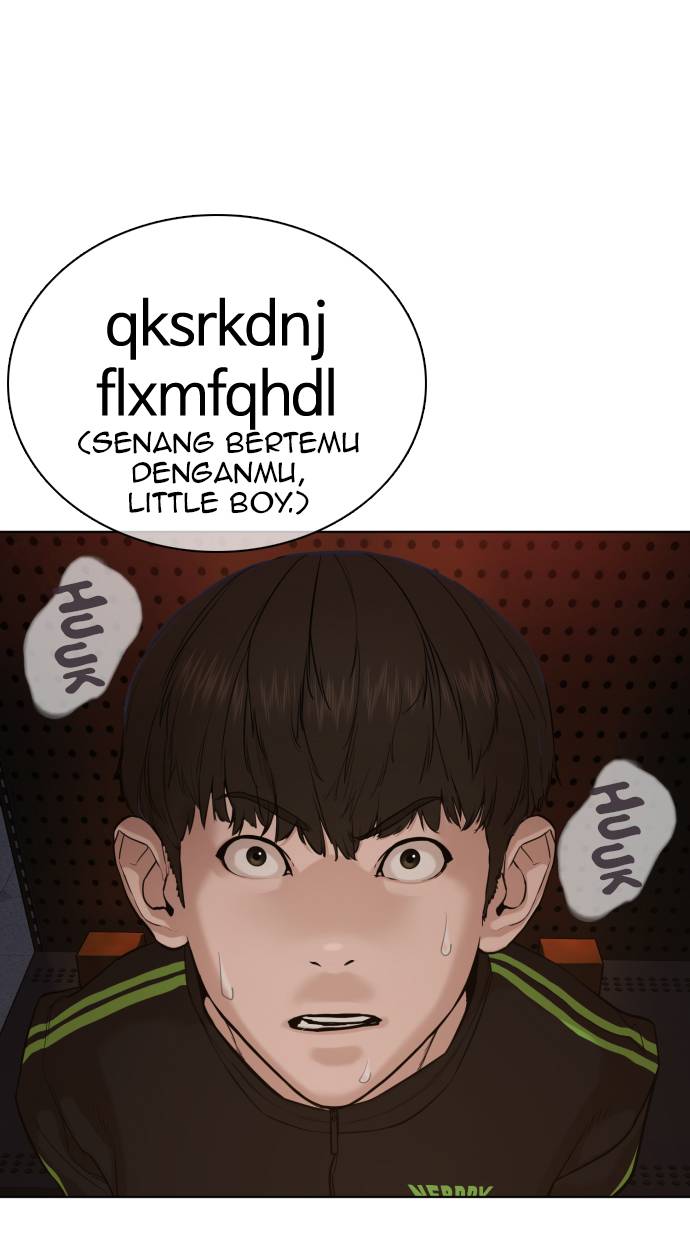 qksrkdnj
flxmfqhdl
(SENANG BERTEMU
DENGANMU,
LITTLE BOY.)
HUUK
HUUK